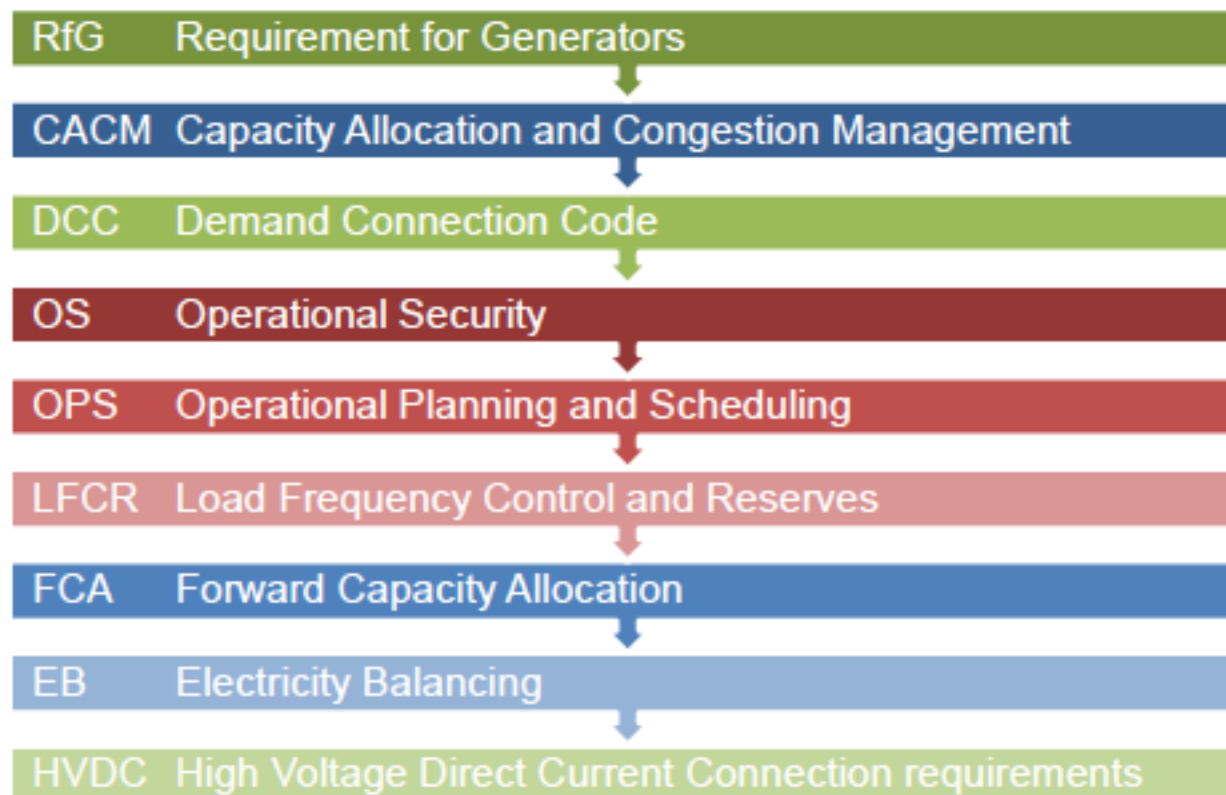 RfG Requirement for Generators
CACM Capacity Allocation and Congestion Management
DCC Demand Connection Code
OS Operational Security
OPS Operational Planning and Scheduling
LFCR Load Frequency Control and Reserves
FCA Forward Capacity Allocation
EB Electricity Balancing
HVDC High Voltage Direct Current Connection requirements